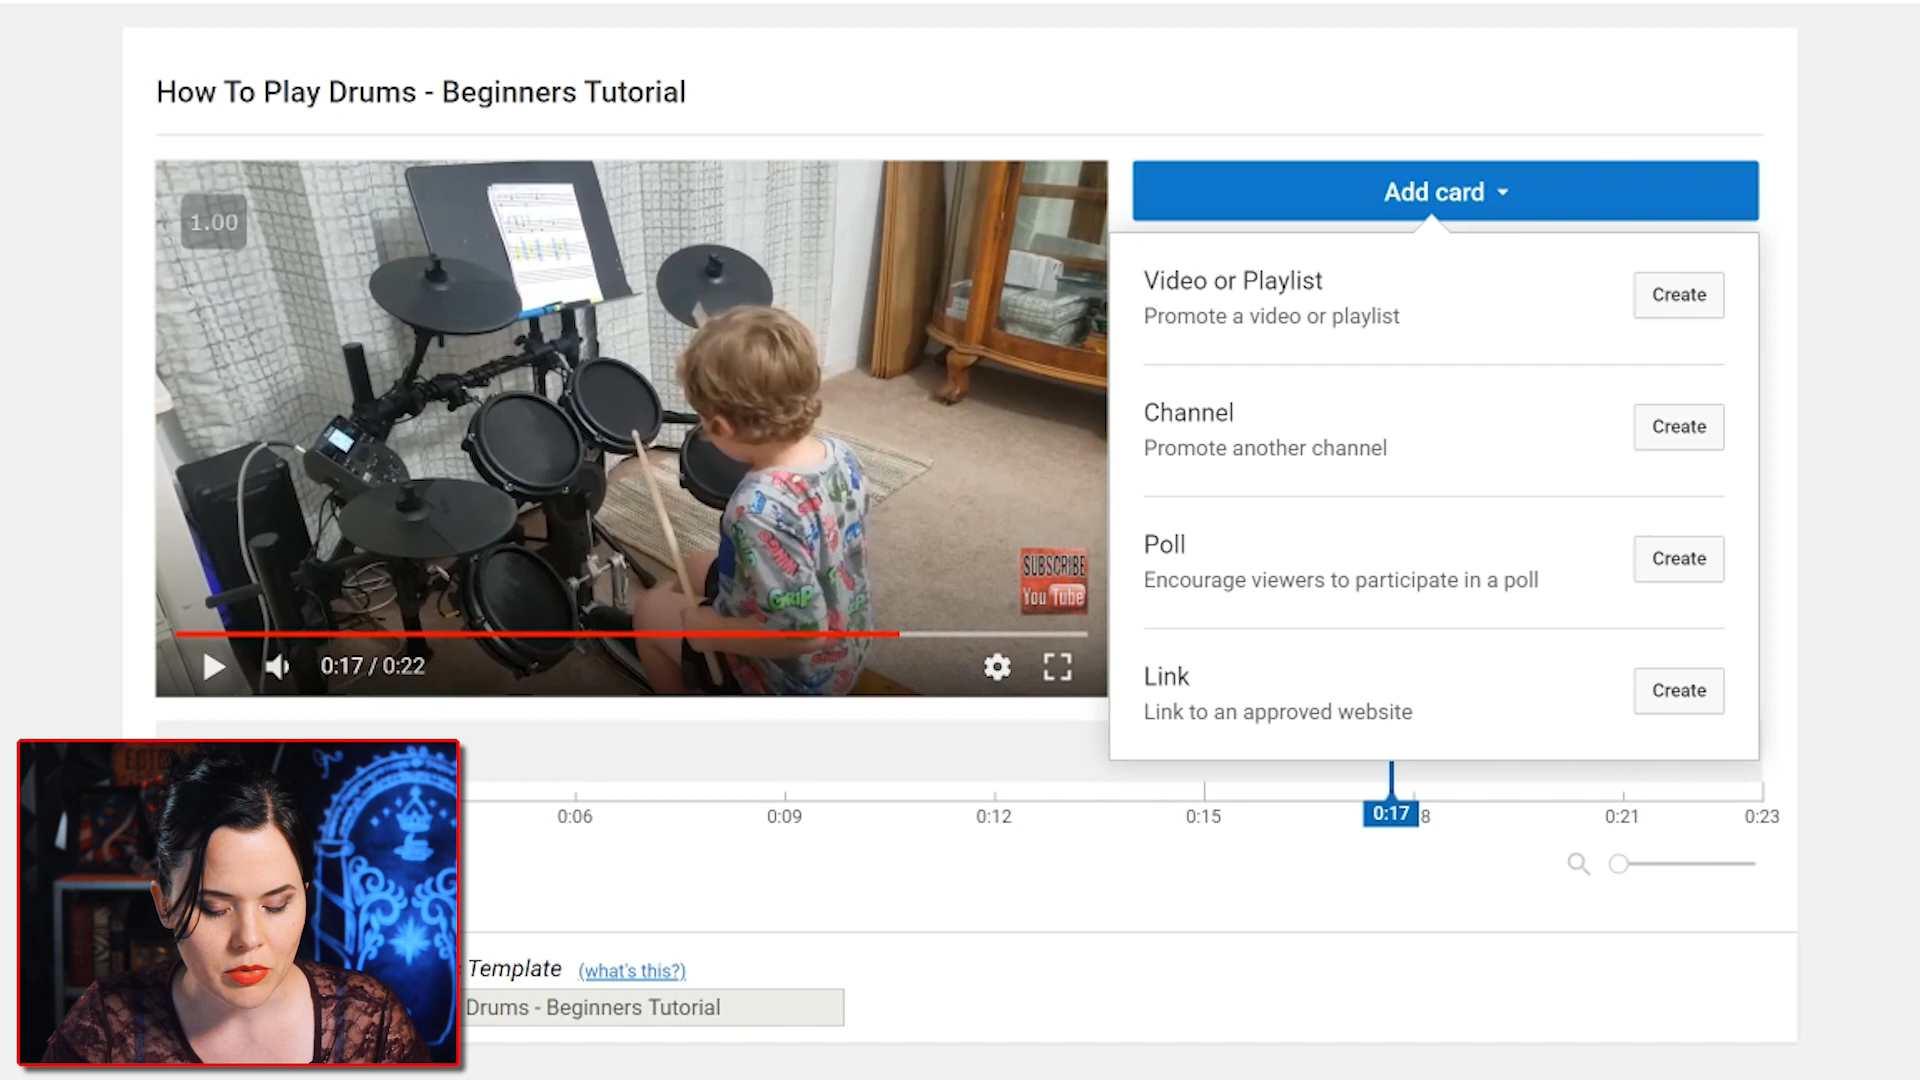 How To Play Drums - Beginners Tutorial
1.00
SUBSCRIBE
You Tube
0:17 / 0:22
Add card
Video or Playlist
Promote a video or playlist
Create
Channel
Promote another channel
Create
Poll
Encourage viewers to participate in a poll
Create
Link
Link to an approved website
Create
0:06
0:09
0:12
0:15
0:17
8
0:21
0:23
Template (what's this?)
Drums - Beginners Tutorial